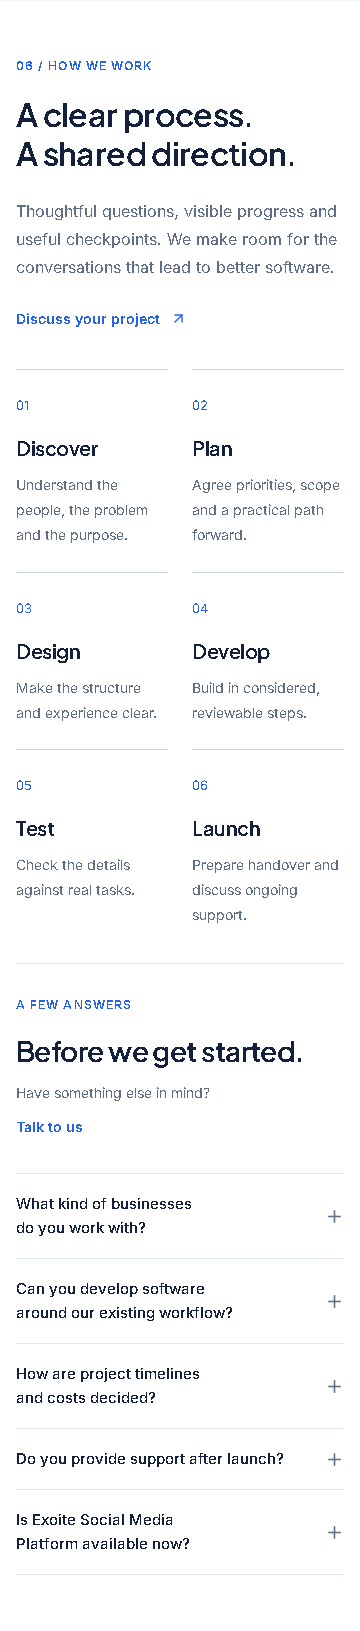 06 / HOW WE WORK
A clear process.
A shared direction.
Thoughtful questions, visible progress and
useful checkpoints. We make room for the
conversations that lead to better software.
Discuss your project
01
Discover
Understand the
people, the problem
and the purpose.
02
Plan
Agree priorities, scope
and a practical path
forward.
03
Design
Make the structure
and experience clear.
04
Develop
Build in considered,
reviewable steps.
05
Test
Check the details
against real tasks.
06
Launch
Prepare handover and
discuss ongoing
support.
A FEW ANSWERS
Before we get started.
Have something else in mind?
Talk to us
What kind of businesses
do you work with?
Can you develop software
around our existing workflow?
How are project timelines
and costs decided?
Do you provide support after launch?
Is Exoite Social Media
Platform available now?